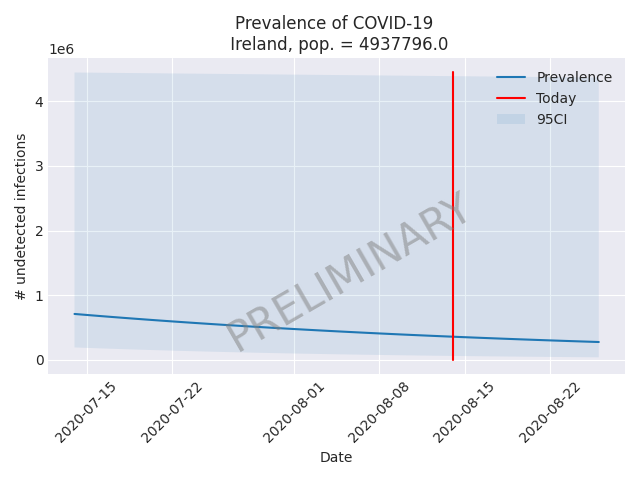 Prevalence of COVID-19
Ireland, pop. = 4937796.0
1e6
Prevalence
Today
95CI
4
3
2
1
0
# undetected infections
PRELIMINARY
2020-07-15
2020-07-22
2020-08-01
2020-08-08
2020-08-15
2020-08-22
Date